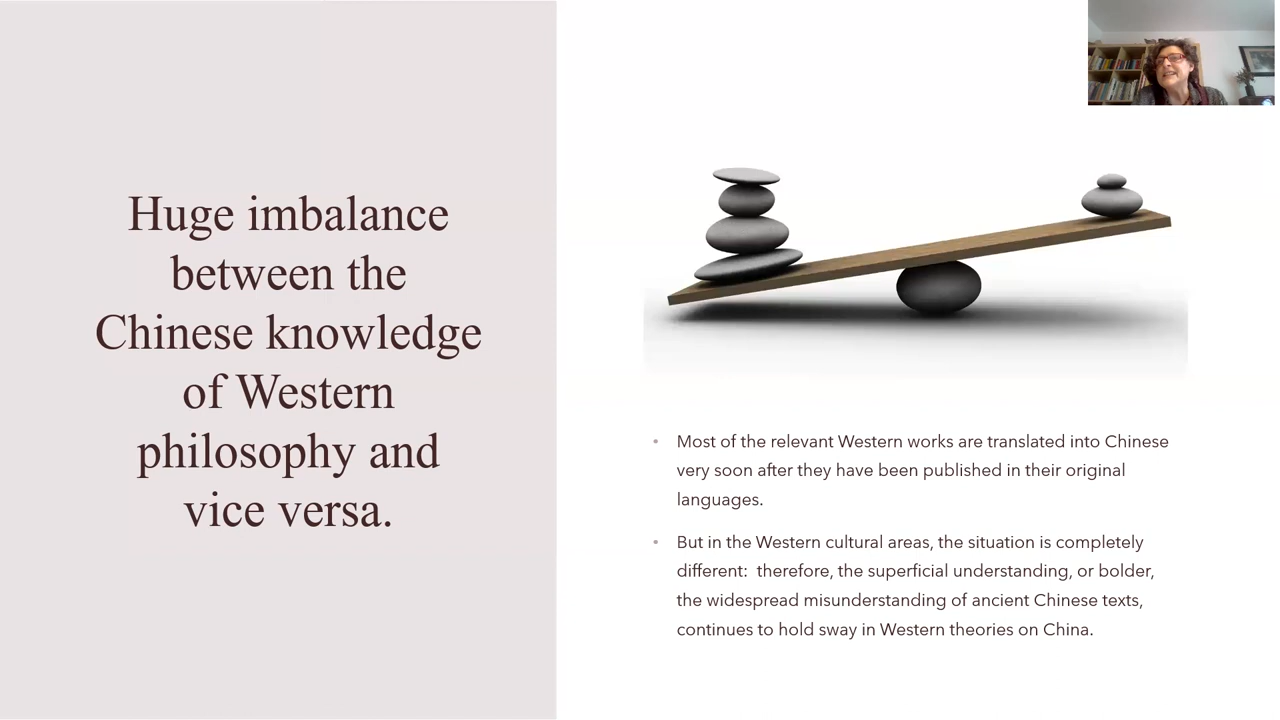 Huge imbalance
between the
Chinese knowledge
of Western
philosophy and
vice versa.
• Most of the relevant Western works are translated into Chinese
very soon after they have been published in their original
languages.
• But in the Western cultural areas, the situation is completely
different:  therefore, the superficial understanding, or bolder,
the widespread misunderstanding of ancient Chinese texts,
continues to hold sway in Western theories on China.